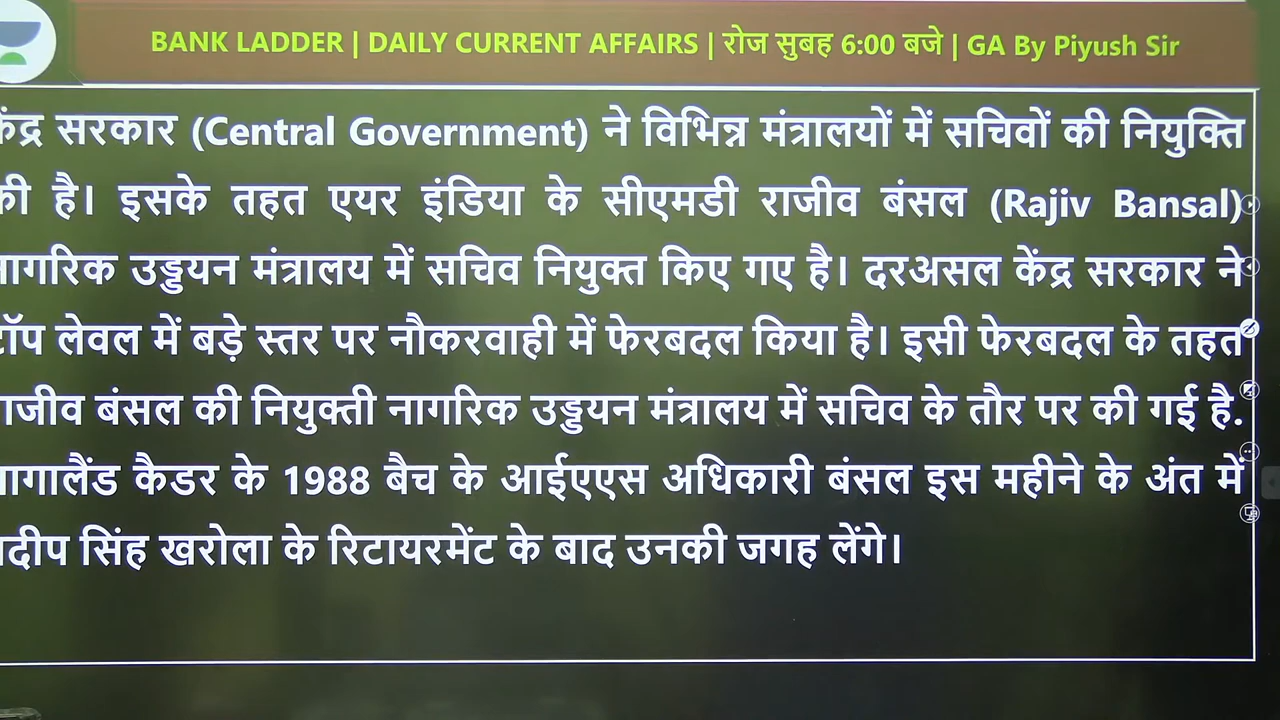 BANK LADDER | DAILY CURRENT AFFAIRS | रोज सुबह 6:00 बजे | GA By Piyush Sir
केंद्र सरकार (Central Government) ने विभिन्न मंत्रालयों में सचिवों की नियुक्ति
की है। इसके तहत एयर इंडिया के सीएमडी राजीव बंसल (Rajiv Bansal)
नागरिक उड्डयन मंत्रालय में सचिव नियुक्त किए गए है। दरअसल केंद्र सरकार ने
टॉप लेवल में बड़े स्तर पर नौकरवाही में फेरबदल किया है। इसी फेरबदल के तहत
राजीव बंसल की नियुक्ती नागरिक उड्डयन मंत्रालय में सचिव के तौर पर की गई है.
नागालैंड कैडर के 1988 बैच के आईएएस अधिकारी बंसल इस महीने के अंत में
प्रदीप सिंह खरोला के रिटायरमेंट के बाद उनकी जगह लेंगे।